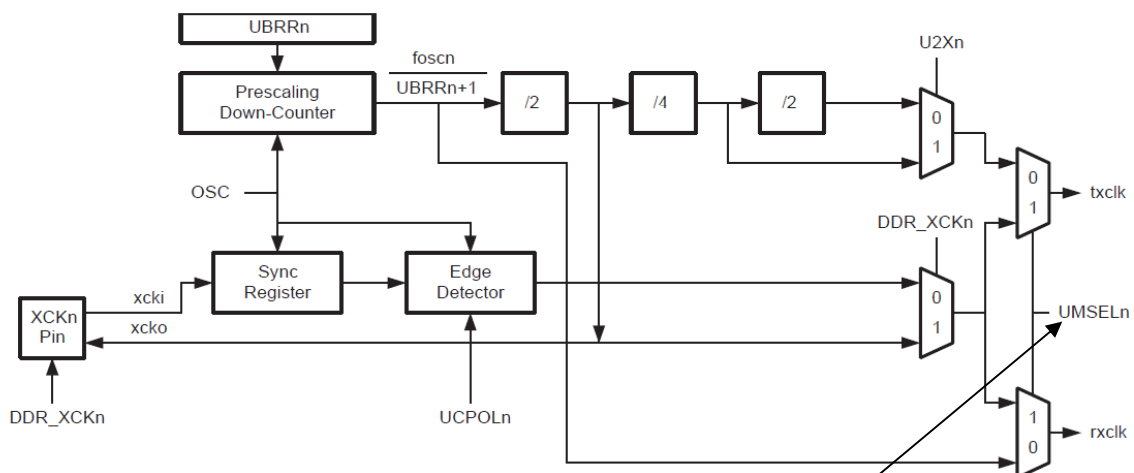 UBRRn
foscn
U2Xn
Prescaling
Down-Counter
UBRRn+1
/2
/4
/2
0
1
OSC
0
1
txclk
DDR_XCKn
Sync
Register
Edge
Detector
xcki
0
1
XCKn
Pin
xcko
UMSELn
DDR_XCKn
UCPOLn
1
0
rxclk